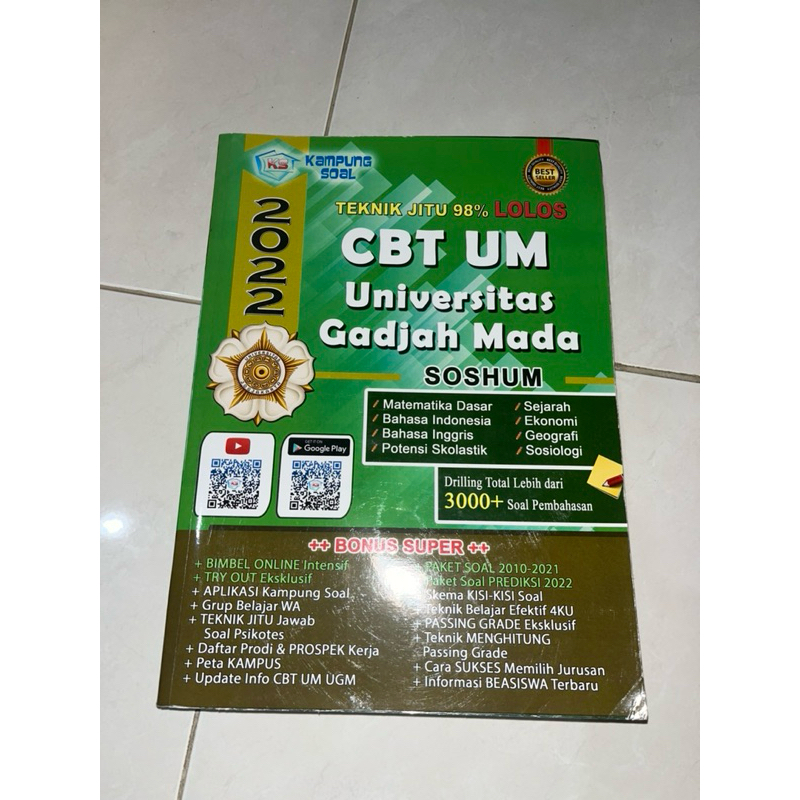 KS
KAMPUNG
SOAL
BEST
SELLER
2022
TEKNIK JITU 98% LOLOS
CBT UM
Universitas
Gadjah Mada
SOSHUM
Matematika Dasar
Bahasa Indonesia
Bahasa Inggris
Potensi Skolastik
Sejarah
Ekonomi
Geografi
Sosiologi
GET IT ON
Google Play
Drilling Total Lebih dari
3000+ Soal Pembahasan
++ BONUS SUPER ++
+ BIMBEL ONLINE Intensif
+ TRY OUT Eksklusif
+ APLIKASI Kampung Soal
+ Grup Belajar WA
+ TEKNIK JITU Jawab
Soal Psikotes
+ Daftar Prodi & PROSPEK Kerja
+ Peta KAMPUS
+ Update Info CBT UM UGM
+ PAKET SOAL 2010-2021
+ Paket Soal PREDIKSI 2022
+ Skema KISI-KISI Soal
+ Teknik Belajar Efektif 4KU
+ PASSING GRADE Eksklusif
+ Teknik MENGHITUNG
Passing Grade
+ Cara SUKSES Memilih Jurusan
+ Informasi BEASISWA Terbaru